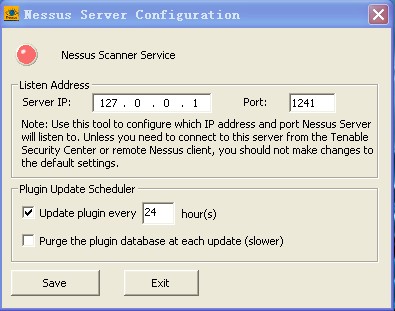 Nessus Server Configuration
Nessus Scanner Service
Listen Address
Server IP: 127 . 0 . 0 . 1 Port: 1241
Note: Use this tool to configure which IP address and port Nessus Server
will listen to. Unless you need to connect to this server from the Tenable
Security Center or remote Nessus client, you should not make changes to
the default settings.
Plugin Update Scheduler
Update plugin every 24 hour(s)
Purge the plugin database at each update (slower)
Save Exit